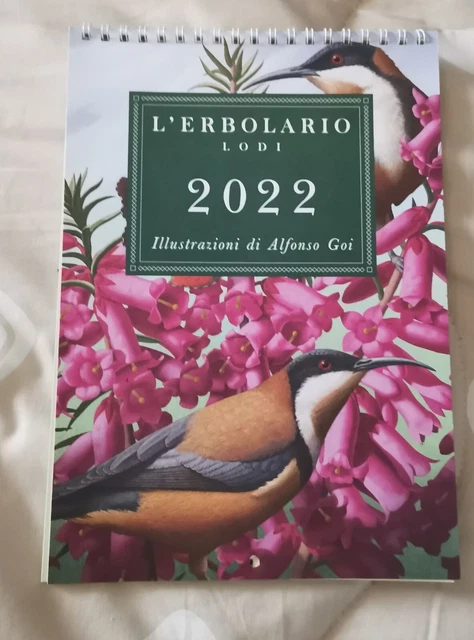 L'ERBOLARIO
LODI
2022
Illustrazioni di Alfonso Goi